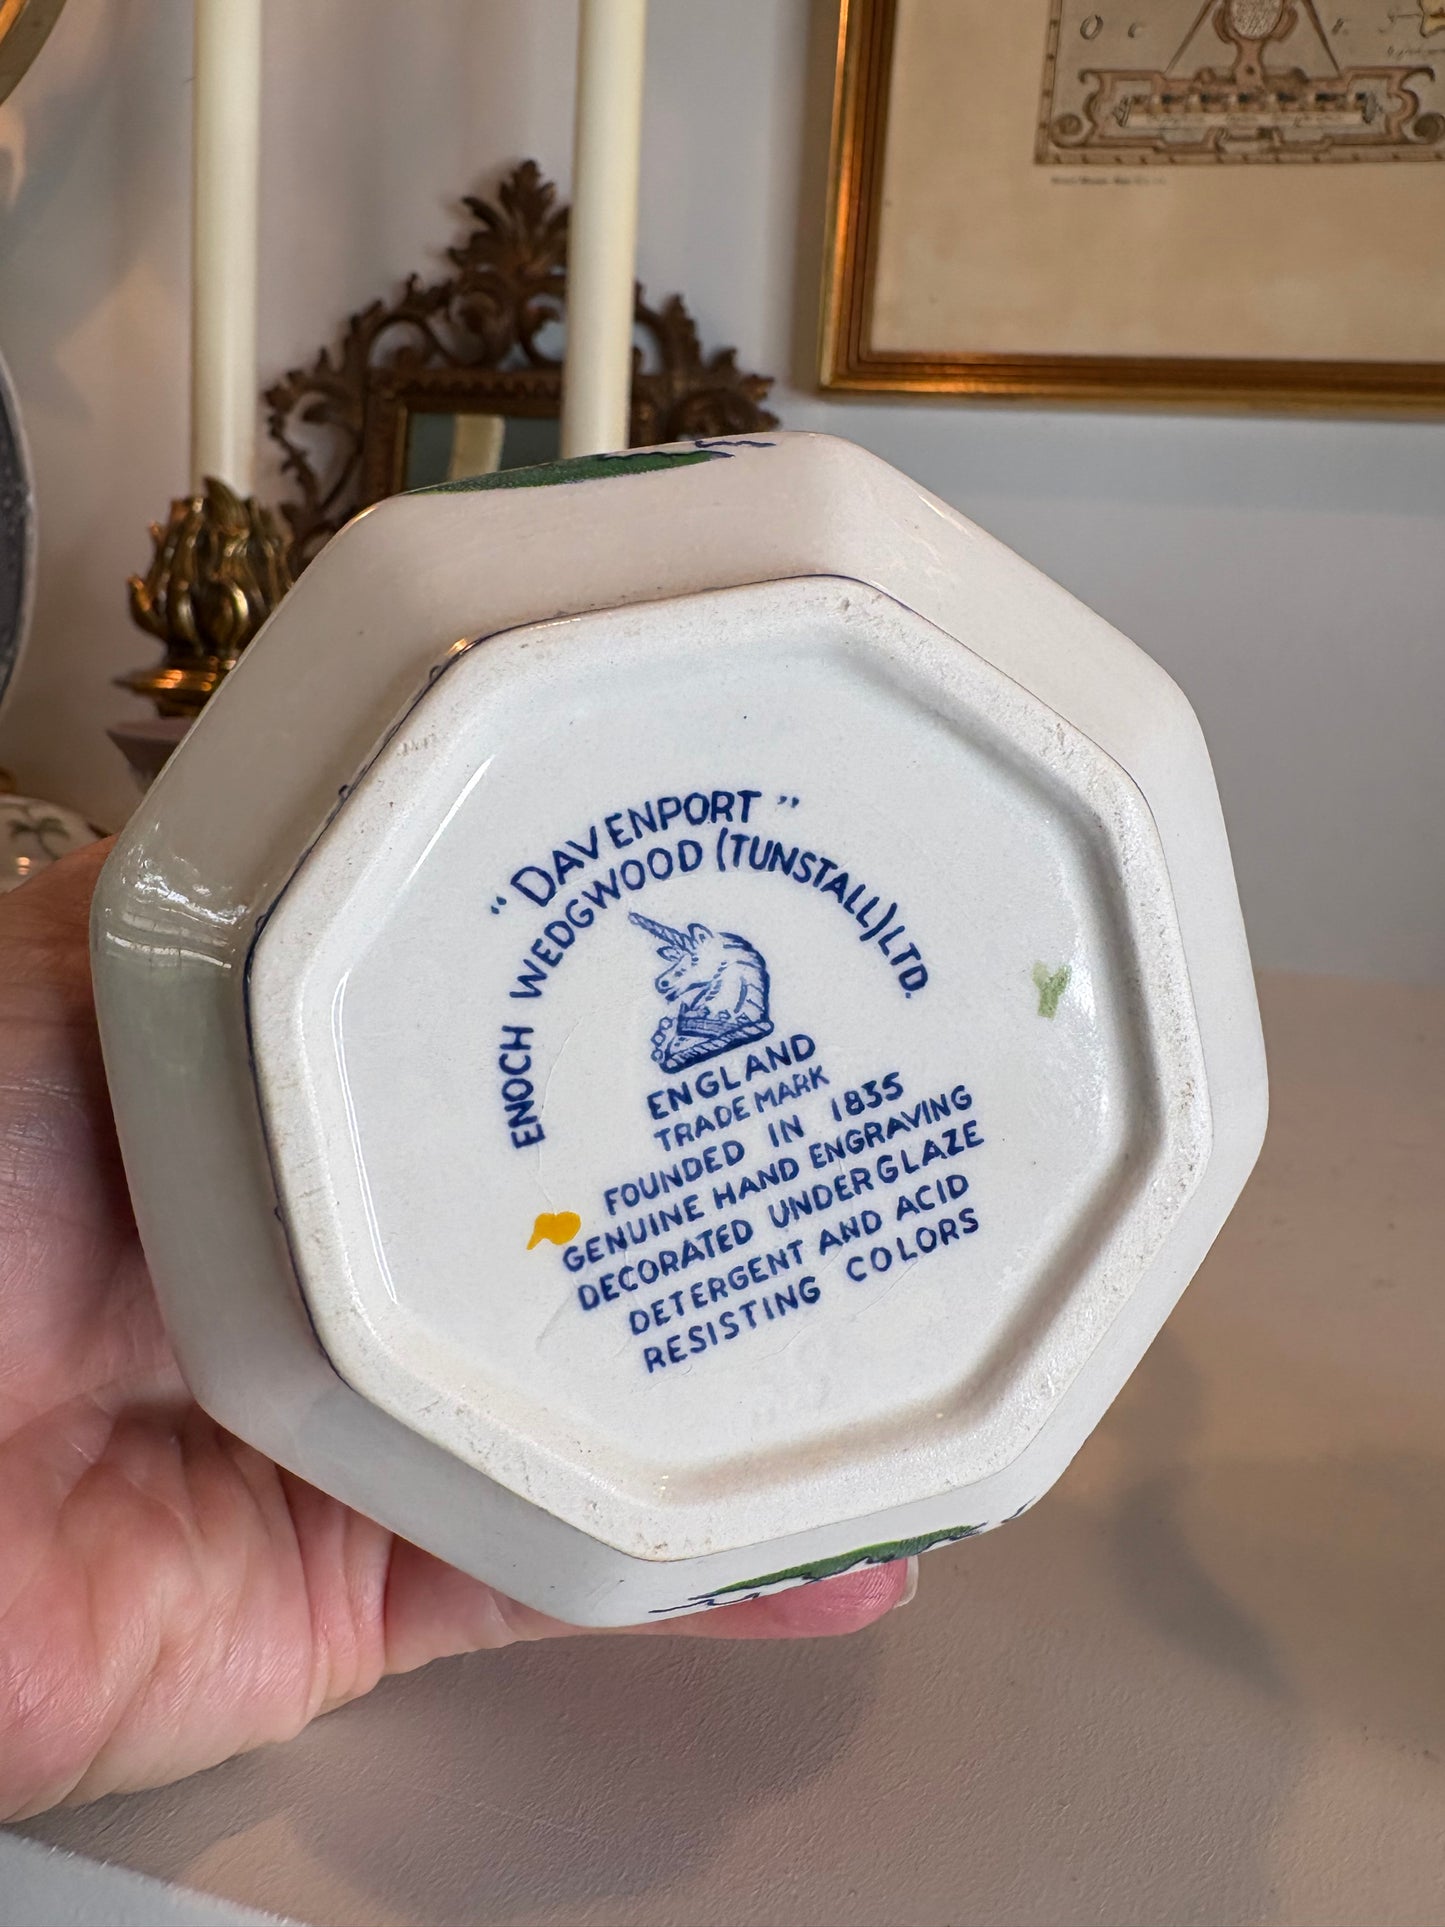 "DAVENPORT"
ENOCH WEDGWOOD (TUNSTALL) LTD.
ENGLAND
TRADE MARK
FOUNDED IN 1835
GENUINE HAND ENGRAVING
DECORATED UNDERGLAZE
DETERGENT AND ACID
RESISTING COLORS